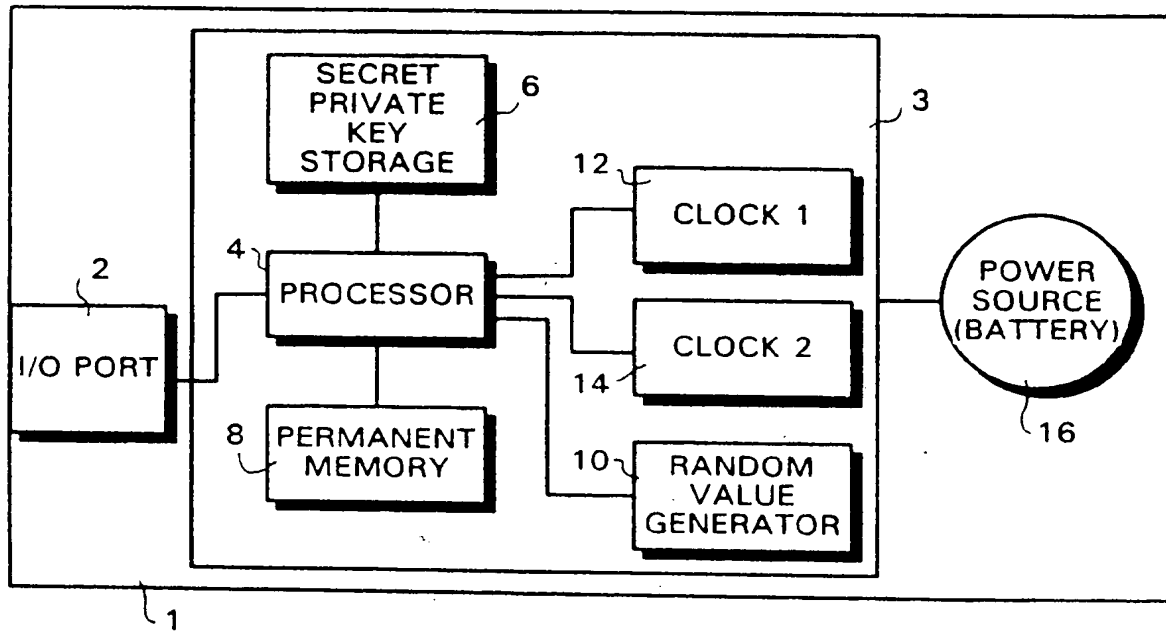 SECRET
PRIVATE
KEY
STORAGE
6
3
12
CLOCK 1
4
PROCESSOR
2
I/O PORT
POWER
SOURCE
(BATTERY)
16
CLOCK 2
14
8
PERMANENT
MEMORY
10
RANDOM
VALUE
GENERATOR
1